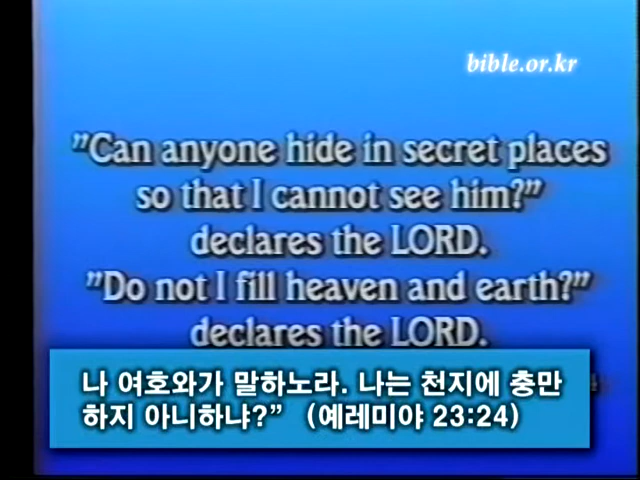 bible.or.kr
"Can anyone hide in secret places
so that I cannot see him?"
declares the LORD.
"Do not I fill heaven and earth?"
declares the LORD.
나 여호와가 말하노라. 나는 천지에 충만
하지 아니하냐?” (예레미야 23:24)